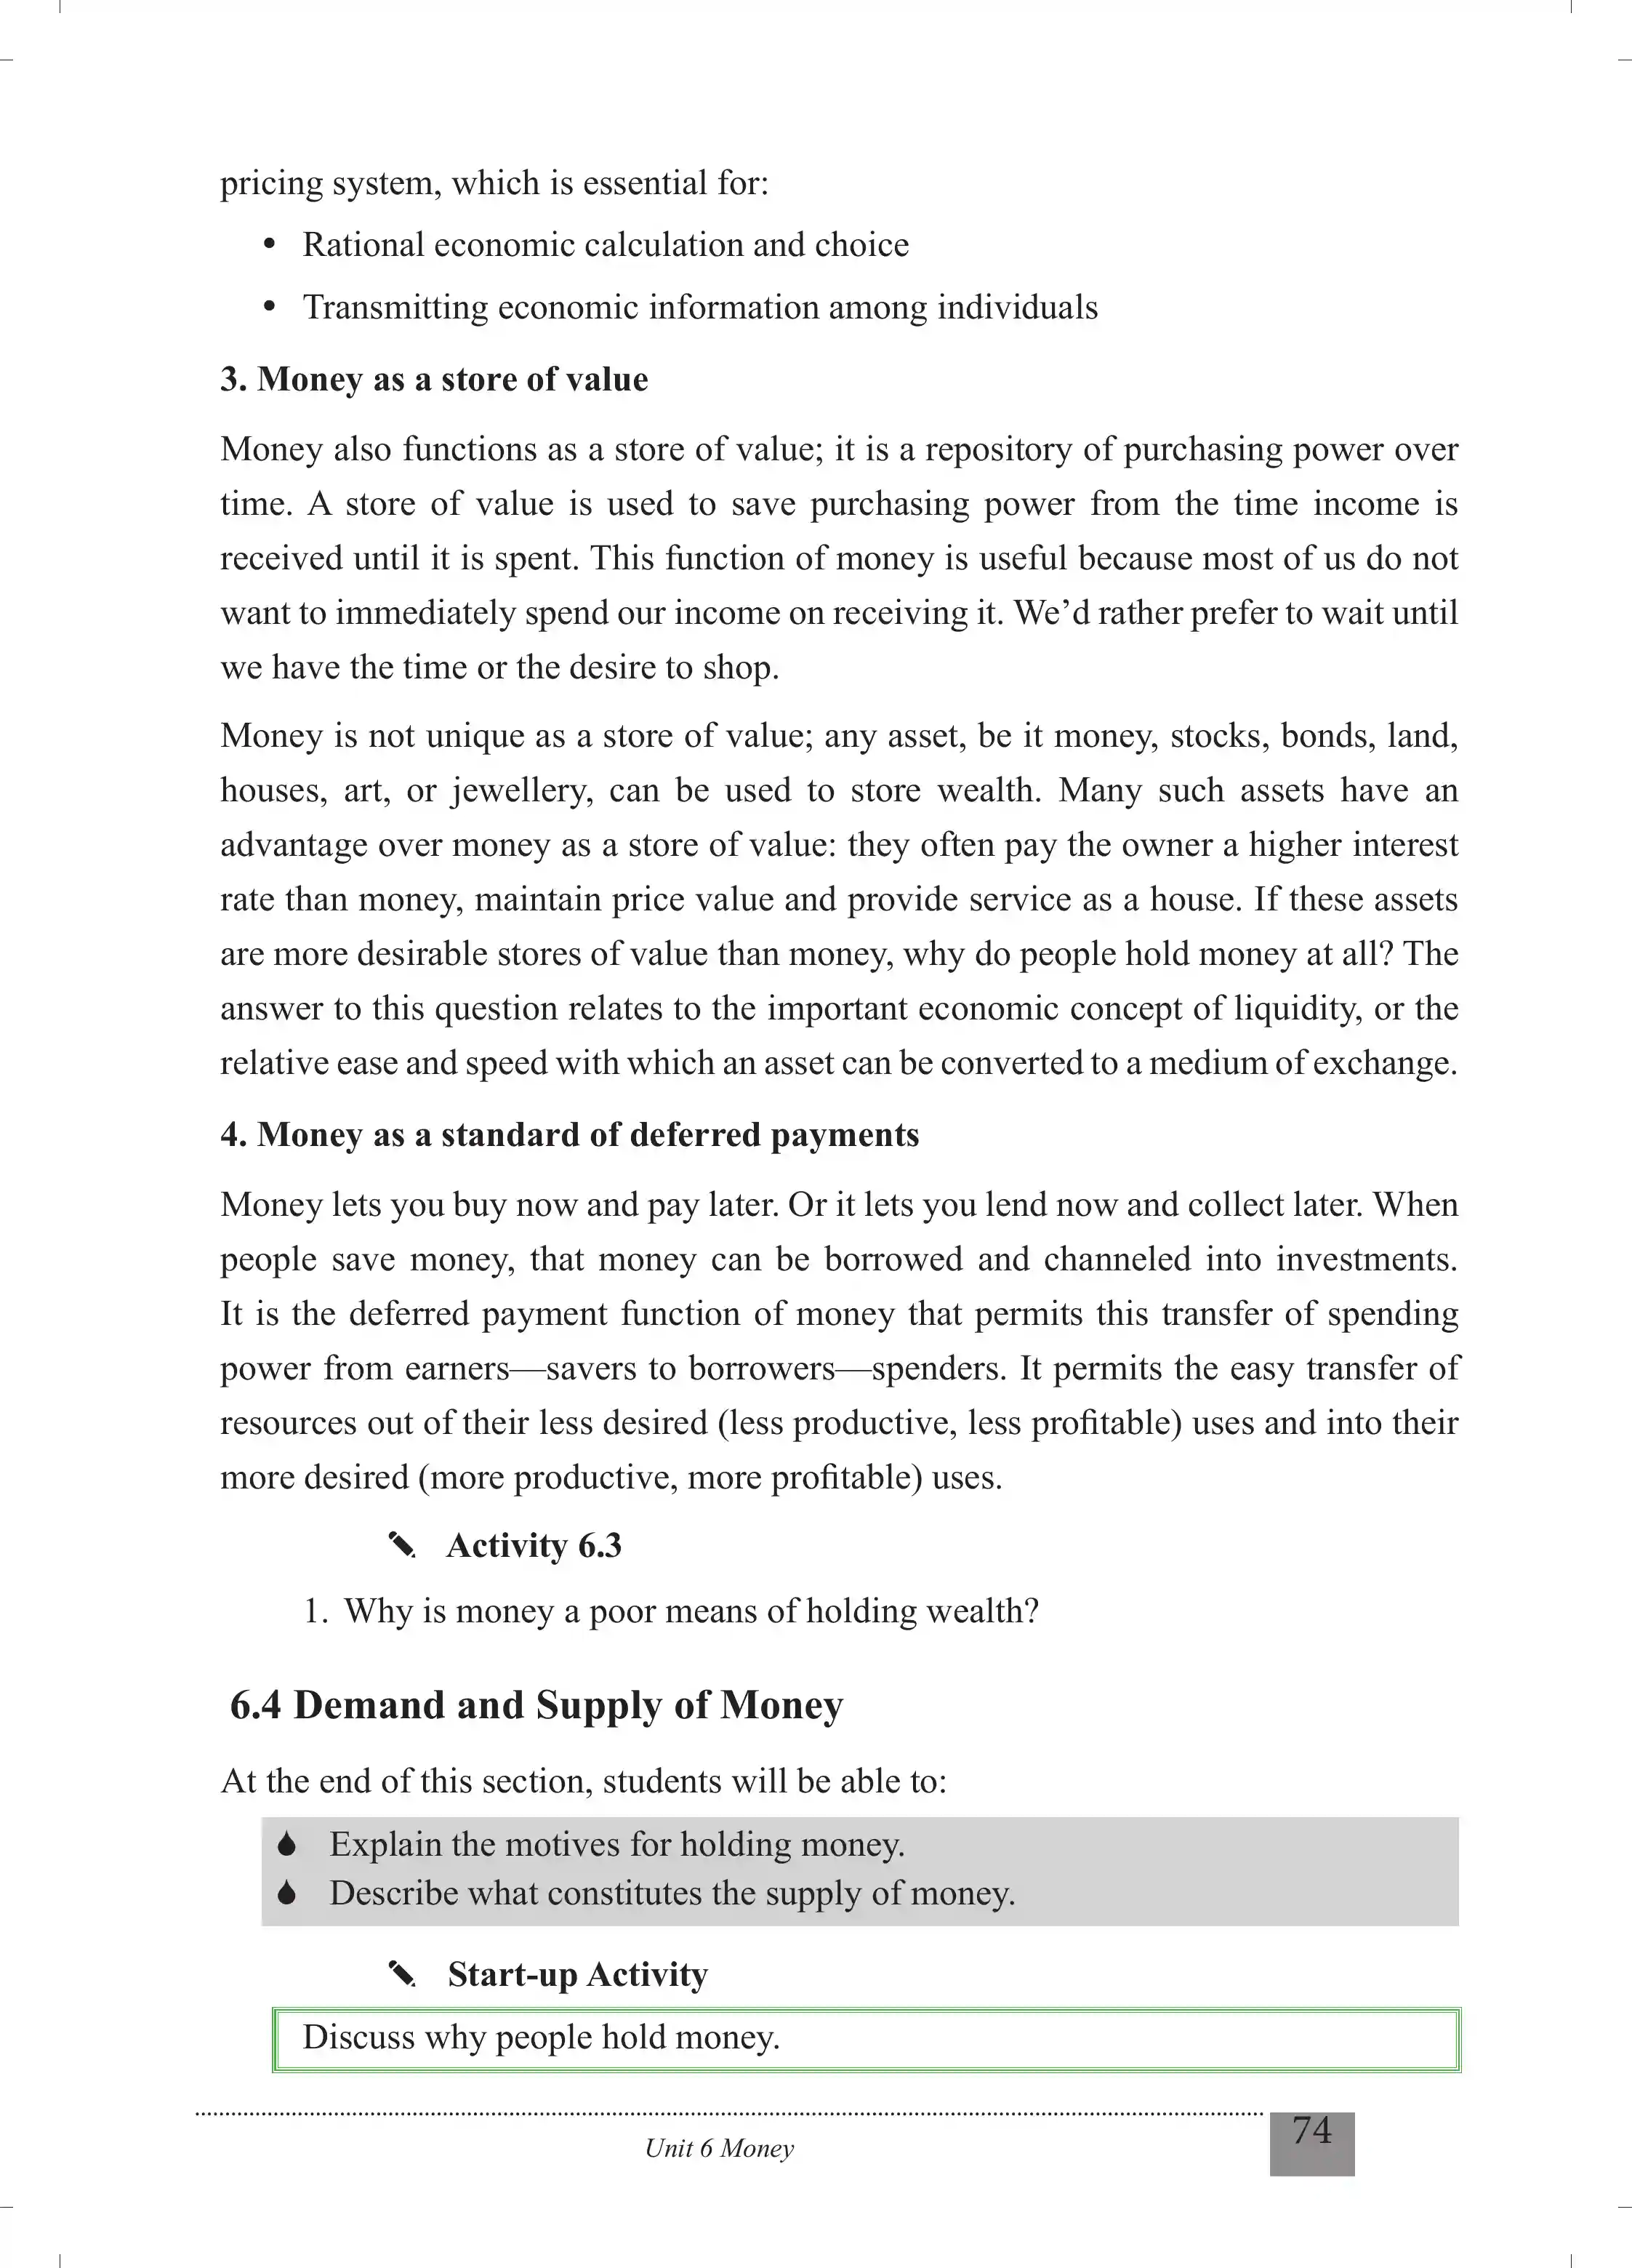 pricing system, which is essential for:
• Rational economic calculation and choice
• Transmitting economic information among individuals
3. Money as a store of value
Money also functions as a store of value; it is a repository of purchasing power over
time. A store of value is used to save purchasing power from the time income is
received until it is spent. This function of money is useful because most of us do not
want to immediately spend our income on receiving it. We’d rather prefer to wait until
we have the time or the desire to shop.
Money is not unique as a store of value; any asset, be it money, stocks, bonds, land,
houses, art, or jewellery, can be used to store wealth. Many such assets have an
advantage over money as a store of value: they often pay the owner a higher interest
rate than money, maintain price value and provide service as a house. If these assets
are more desirable stores of value than money, why do people hold money at all? The
answer to this question relates to the important economic concept of liquidity, or the
relative ease and speed with which an asset can be converted to a medium of exchange.
4. Money as a standard of deferred payments
Money lets you buy now and pay later. Or it lets you lend now and collect later. When
people save money, that money can be borrowed and channeled into investments.
It is the deferred payment function of money that permits this transfer of spending
power from earners—savers to borrowers—spenders. It permits the easy transfer of
resources out of their less desired (less productive, less profitable) uses and into their
more desired (more productive, more profitable) uses.
Activity 6.3
1. Why is money a poor means of holding wealth?
6.4 Demand and Supply of Money
At the end of this section, students will be able to:
Explain the motives for holding money.
Describe what constitutes the supply of money.
Start-up Activity
Discuss why people hold money.
Unit 6 Money
74